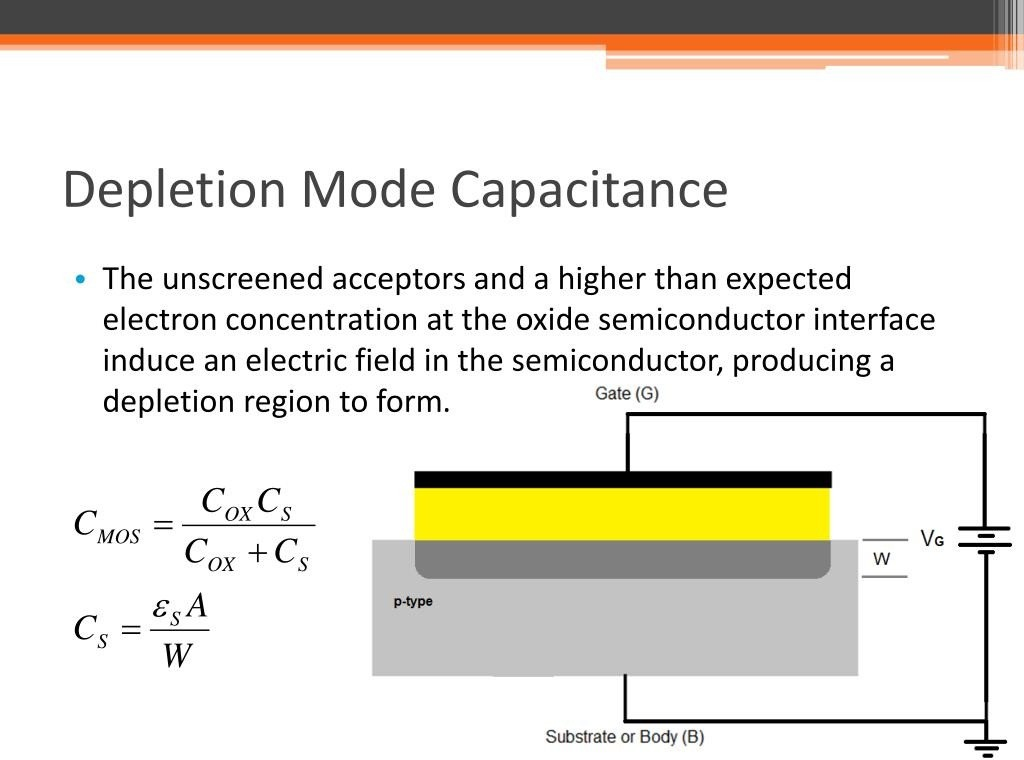 Depletion Mode Capacitance
• The unscreened acceptors and a higher than expected
electron concentration at the oxide semiconductor interface
induce an electric field in the semiconductor, producing a
depletion region to form.
Gate (G)
C_MOS = C_OX C_S / (C_OX + C_S)
C_S = ε_S A / W
VG
W
p-type
Substrate or Body (B)